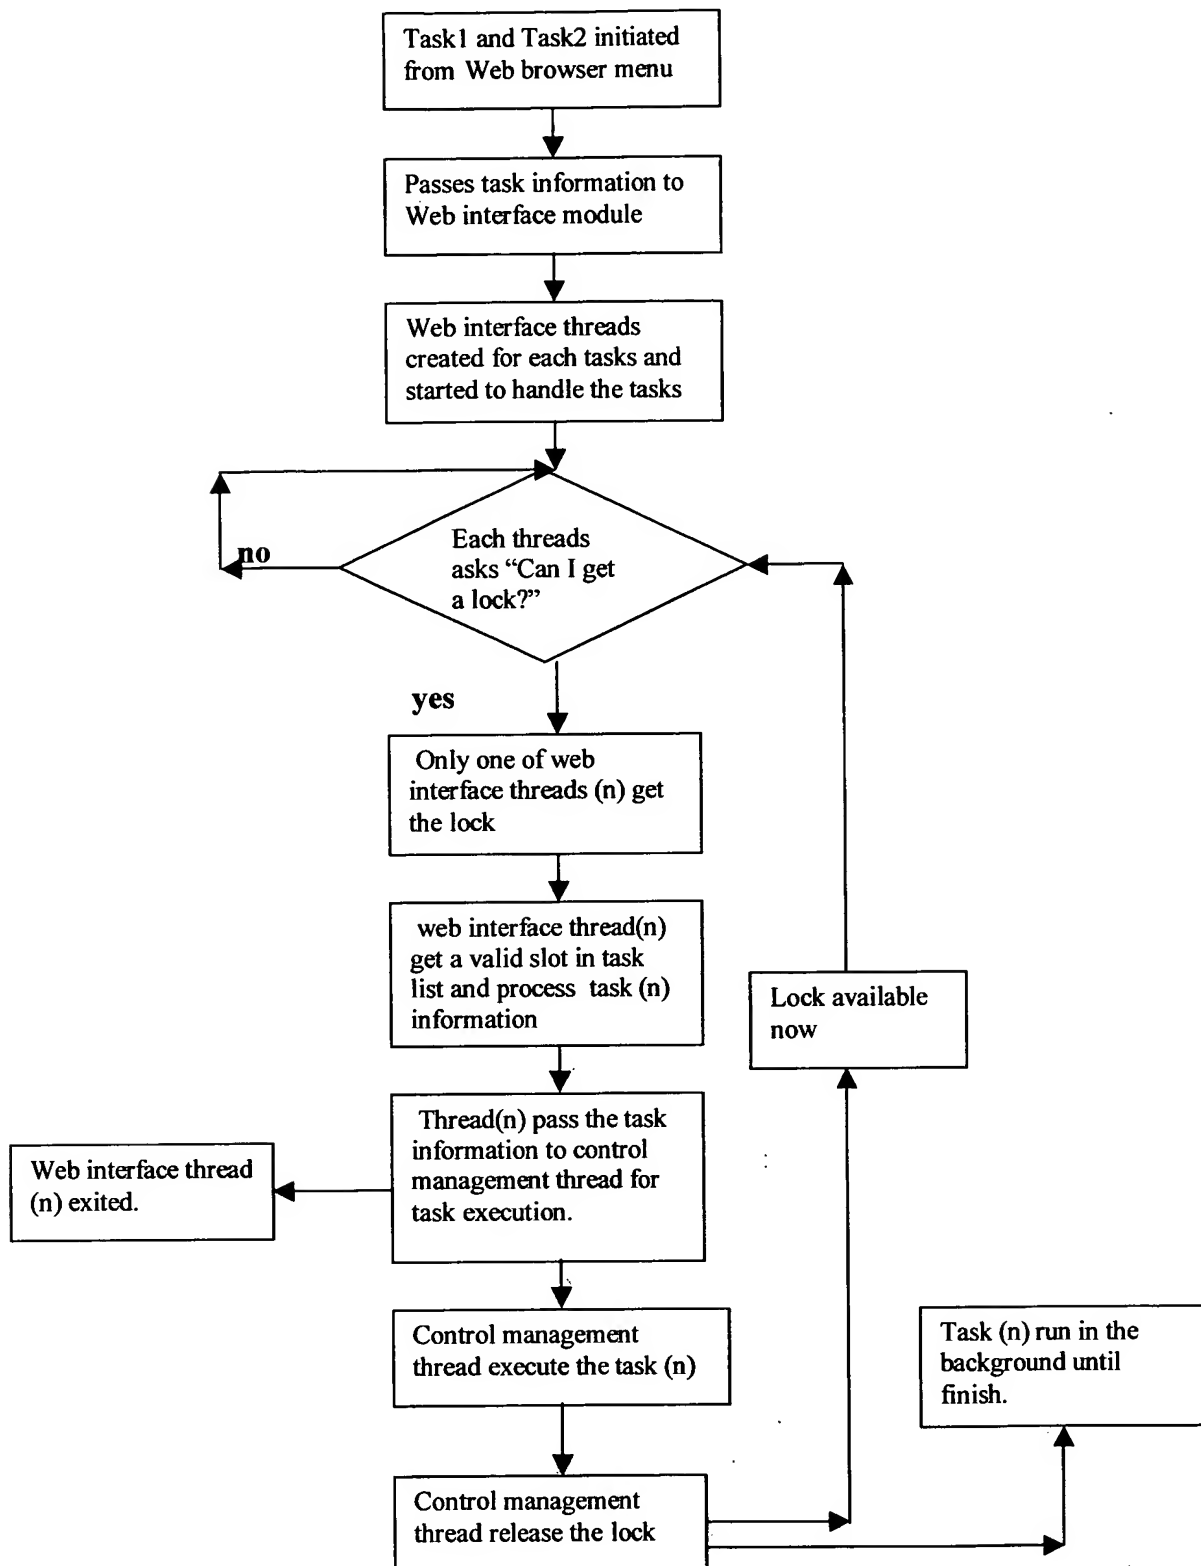 Task1 and Task2 initiated
from Web browser menu
Passes task information to
Web interface module
Web interface threads
created for each tasks and
started to handle the tasks
Each threads
asks “Can I get
a lock?”
no
yes
Only one of web
interface threads (n) get
the lock
web interface thread(n)
get a valid slot in task
list and process task (n)
information
Lock available
now
Thread(n) pass the task
information to control
management thread for
task execution.
Web interface thread
(n) exited.
Control management
thread execute the task (n)
Task (n) run in the
background until
finish.
Control management
thread release the lock